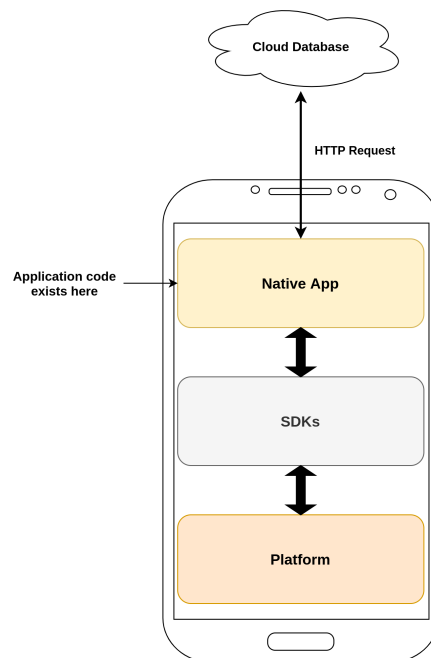 Cloud Database
HTTP Request
Application code
exists here
Native App
SDKs
Platform